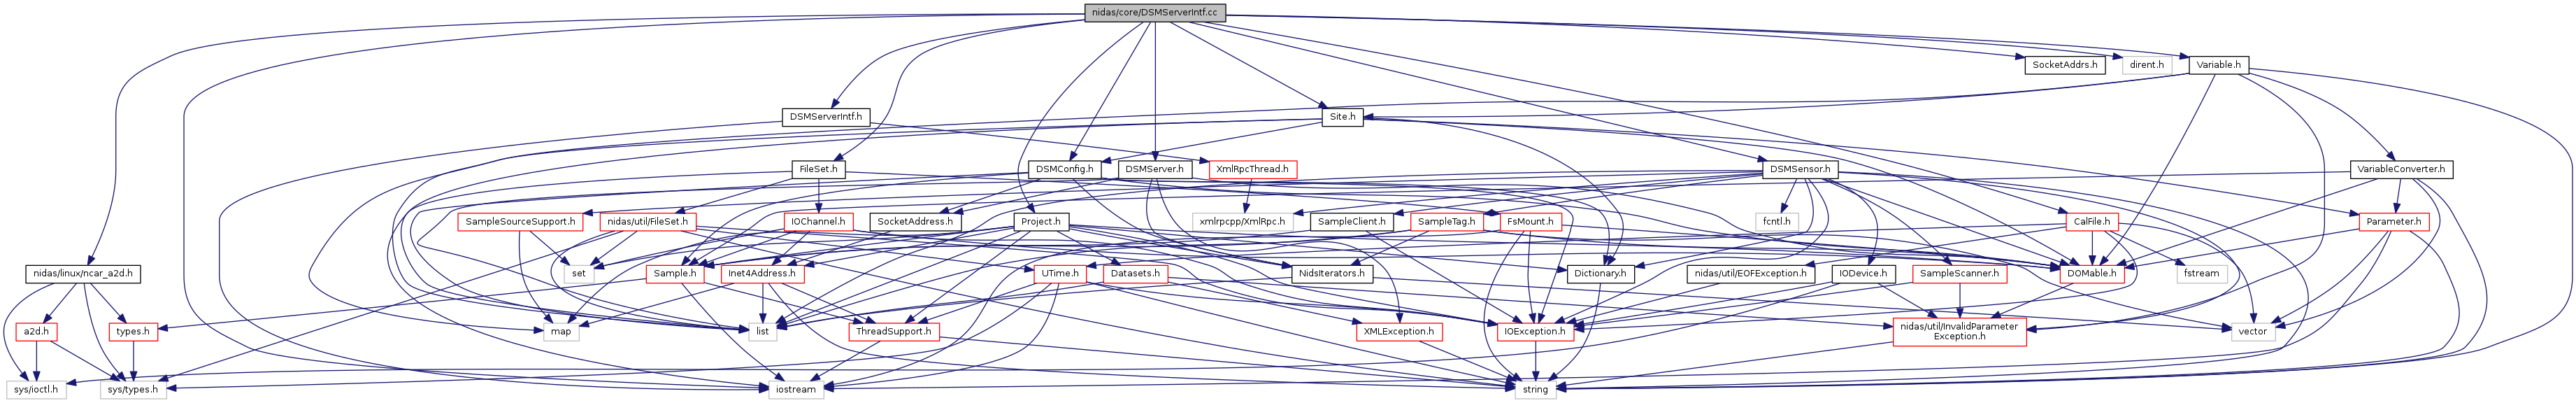 nidas/core/DSMServerIntf.cc
SocketAddrs.h
dirent.h
Variable.h
DSMServerIntf.h
Site.h
FileSet.h
DSMConfig.h
DSMServer.h
XmlRpcThread.h
DSMSensor.h
VariableConverter.h
SampleSourceSupport.h
nidas/util/FileSet.h
IOChannel.h
SocketAddress.h
Project.h
xmlrpcpp/XmlRpc.h
SampleClient.h
SampleTag.h
FsMount.h
fcntl.h
CalFile.h
Parameter.h
nidas/linux/ncar_a2d.h
set
Sample.h
Inet4Address.h
UTime.h
Datasets.h
NidsIterators.h
Dictionary.h
nidas/util/EOFException.h
IODevice.h
SampleScanner.h
DOMable.h
fstream
a2d.h
types.h
map
list
ThreadSupport.h
XMLException.h
IOException.h
nidas/util/InvalidParameter
Exception.h
vector
sys/ioctl.h
sys/types.h
iostream
string